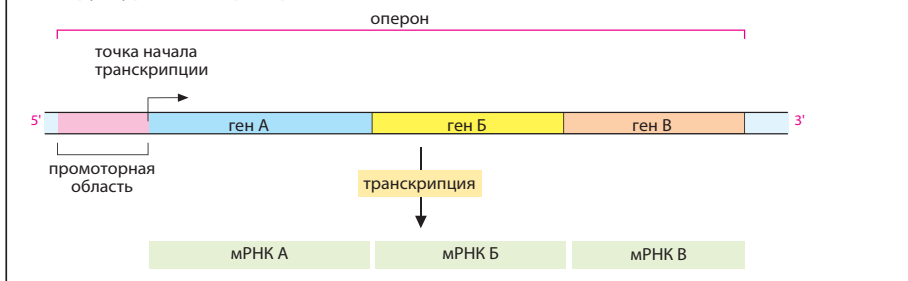 оперон
точка начала
транскрипции
5'
ген А
ген Б
ген В
3'
промоторная
область
транскрипция
мРНК А
мРНК Б
мРНК В